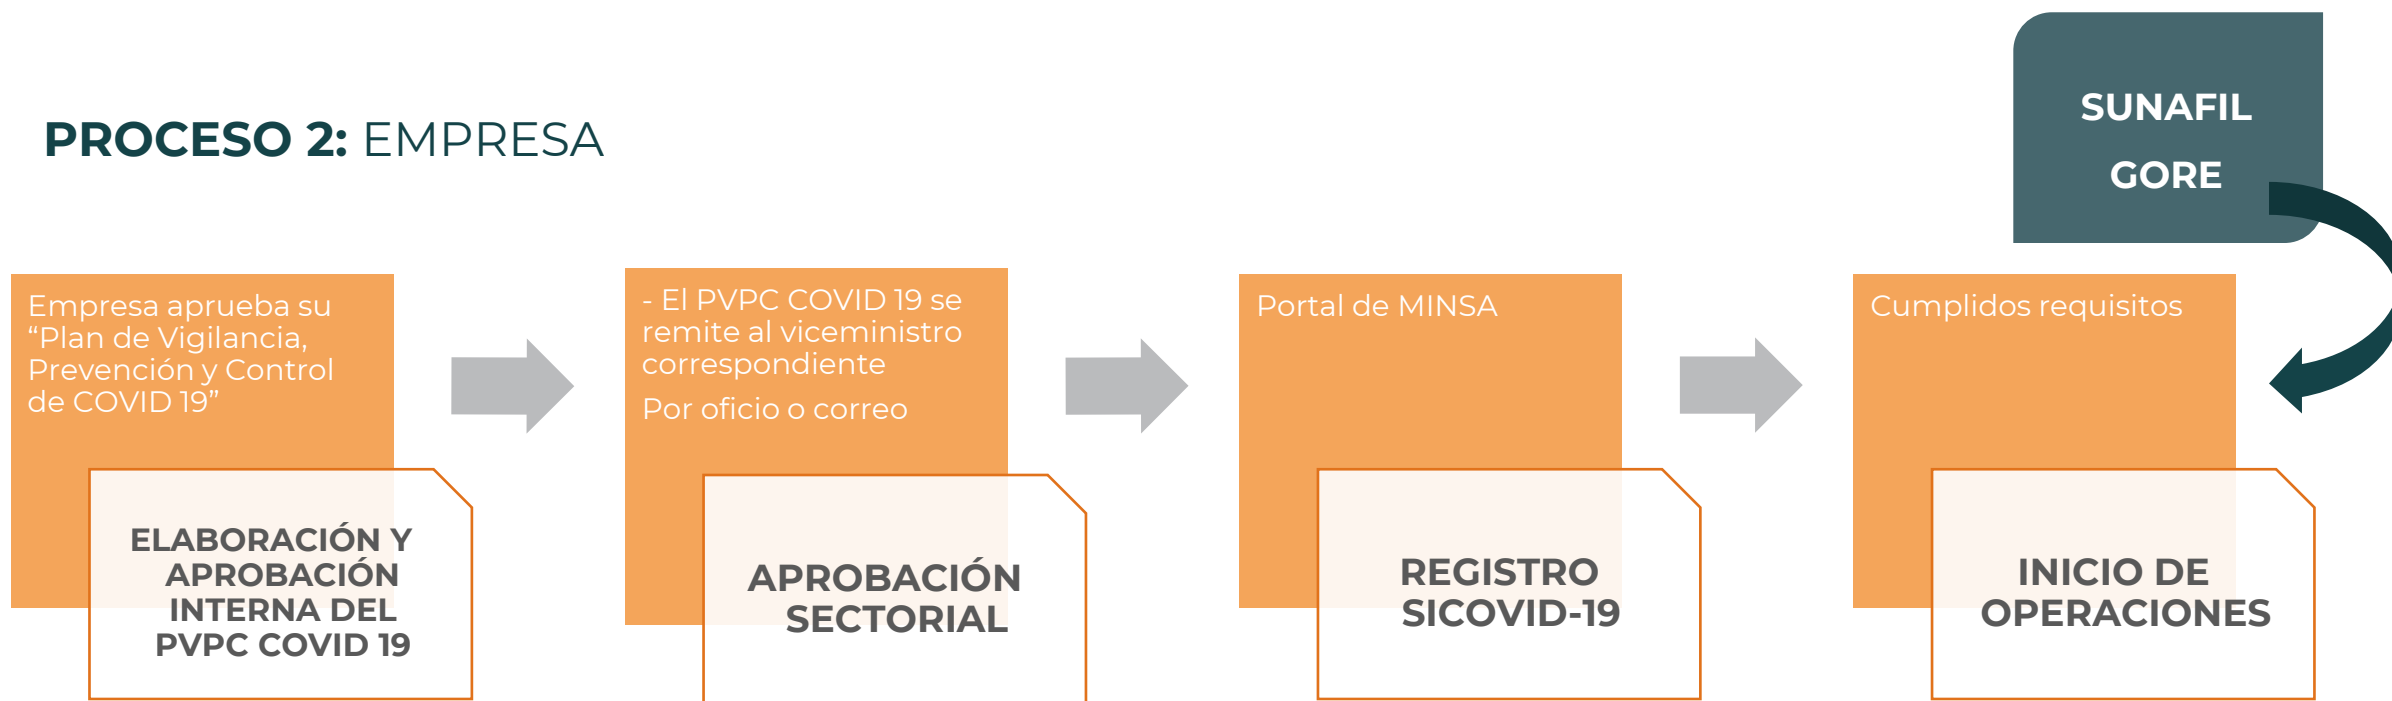 PROCESO 2: EMPRESA
SUNAFIL
GORE
Empresa aprueba su
“Plan de Vigilancia,
Prevención y Control
de COVID 19”
ELABORACIÓN Y
APROBACIÓN
INTERNA DEL
PVPC COVID 19
- El PVPC COVID 19 se
remite al viceministro
correspondiente
Por oficio o correo
APROBACIÓN
SECTORIAL
Portal de MINSA
REGISTRO
SICOVID-19
Cumplidos requisitos
INICIO DE
OPERACIONES